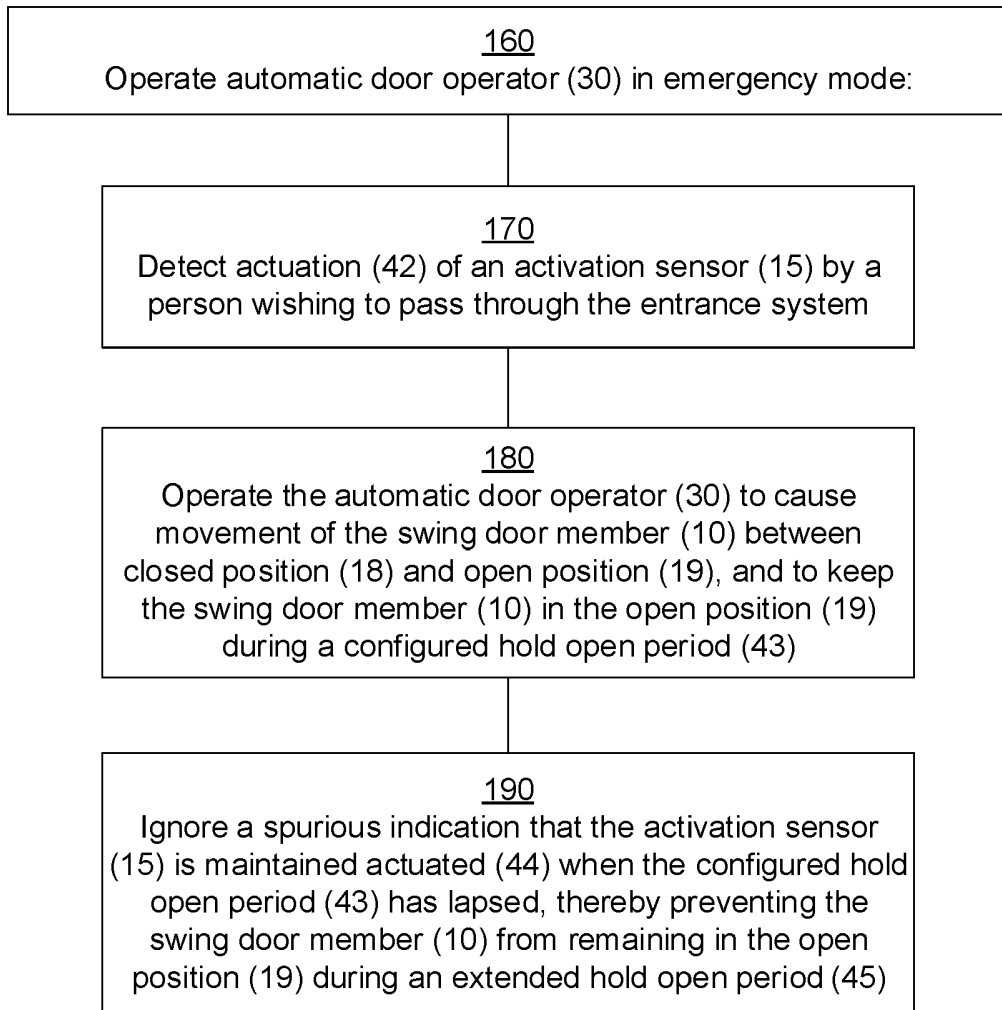 160
Operate automatic door operator (30) in emergency mode:
170
Detect actuation (42) of an activation sensor (15) by a
person wishing to pass through the entrance system
180
Operate the automatic door operator (30) to cause
movement of the swing door member (10) between
closed position (18) and open position (19), and to keep
the swing door member (10) in the open position (19)
during a configured hold open period (43)
190
Ignore a spurious indication that the activation sensor
(15) is maintained actuated (44) when the configured hold
open period (43) has lapsed, thereby preventing the
swing door member (10) from remaining in the open
position (19) during an extended hold open period (45)